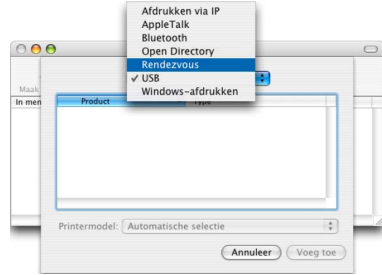 Afdrukken via IP
AppleTalk
Bluetooth
Open Directory
Rendezvous
✓ USB
Windows-afdrukken
Maak
In men
Product Type
Printermodel: Automatische selectie
Annuleer Voeg toe